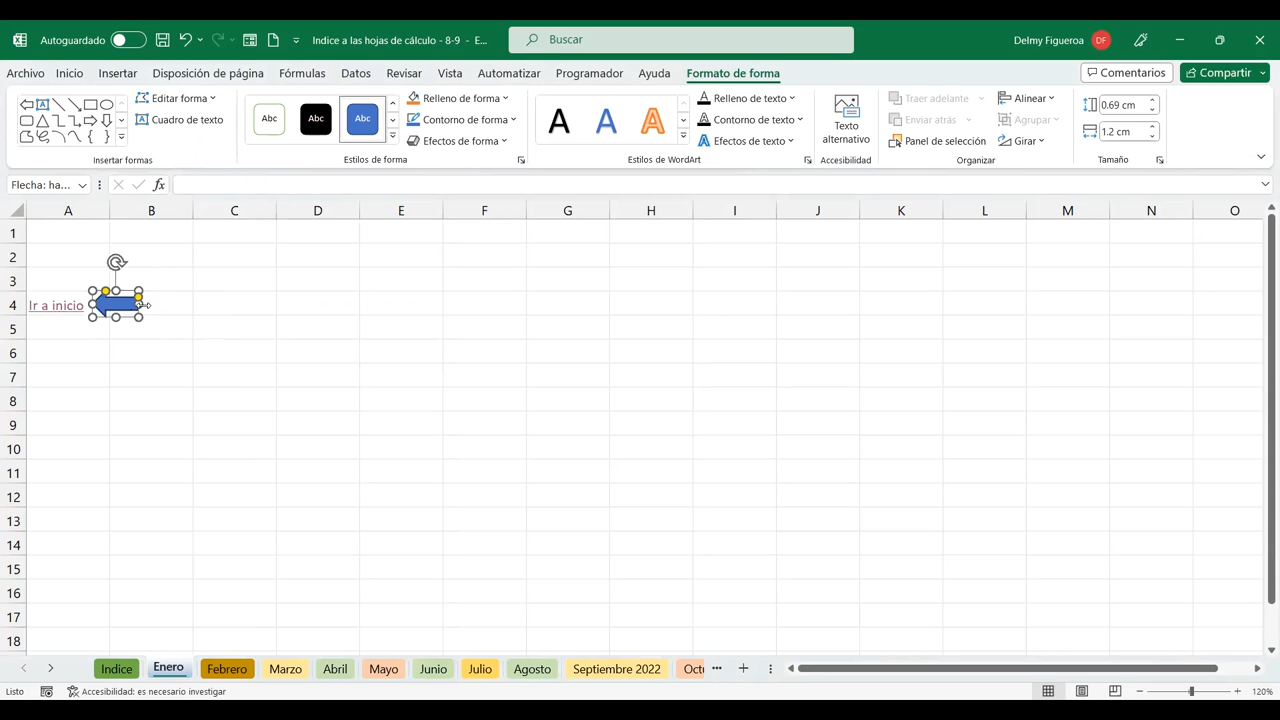 Autoguardado
Indice a las hojas de cálculo - 8-9 - E...
Buscar
Delmy Figueroa
DF
Archivo Inicio Insertar Disposición de página Fórmulas Datos Revisar Vista Automatizar Programador Ayuda Formato de forma
Comentarios
Compartir
Editar forma
Cuadro de texto
Insertar formas
Abc Abc Abc
Relleno de forma
Contorno de forma
Efectos de forma
Estilos de forma
A A A
Relleno de texto
Contorno de texto
Efectos de texto
Estilos de WordArt
Texto
alternativo
Accesibilidad
Traer adelante
Enviar atrás
Panel de selección
Alinear
Agrupar
Girar
Organizar
0.69 cm
1.2 cm
Tamaño
Flecha: ha...
fx
A B C D E F G H I J K L M N O
1
2
3
4
Ir a inicio
5
6
7
8
9
10
11
12
13
14
15
16
17
18
Indice Enero Febrero Marzo Abril Mayo Junio Julio Agosto Septiembre 2022 Octu
Listo
Accesibilidad: es necesario investigar
120%